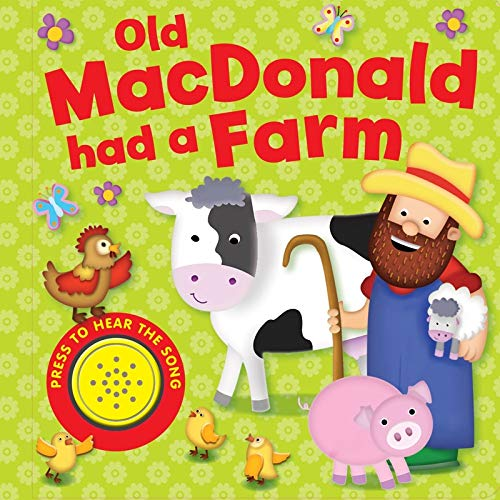 Old
MacDonald
had a Farm
PRESS TO HEAR THE SONG